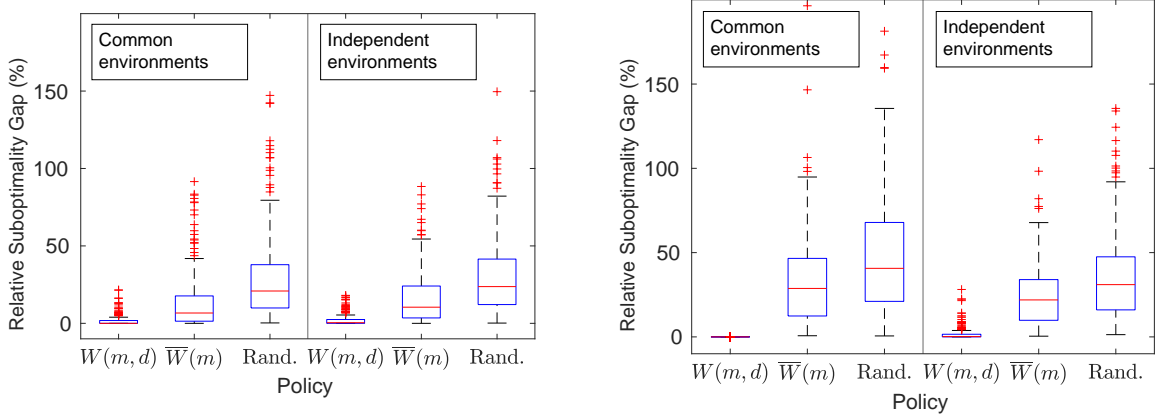 Common
environments
Independent
environments
Relative Suboptimality Gap (%)
150
100
50
0
W(m, d)
W̅(m)
Rand.
W(m, d)
W̅(m)
Rand.
Policy
Common
environments
Independent
environments
Relative Suboptimality Gap (%)
150
100
50
0
W(m, d)
W̅(m)
Rand.
W(m, d)
W̅(m)
Rand.
Policy